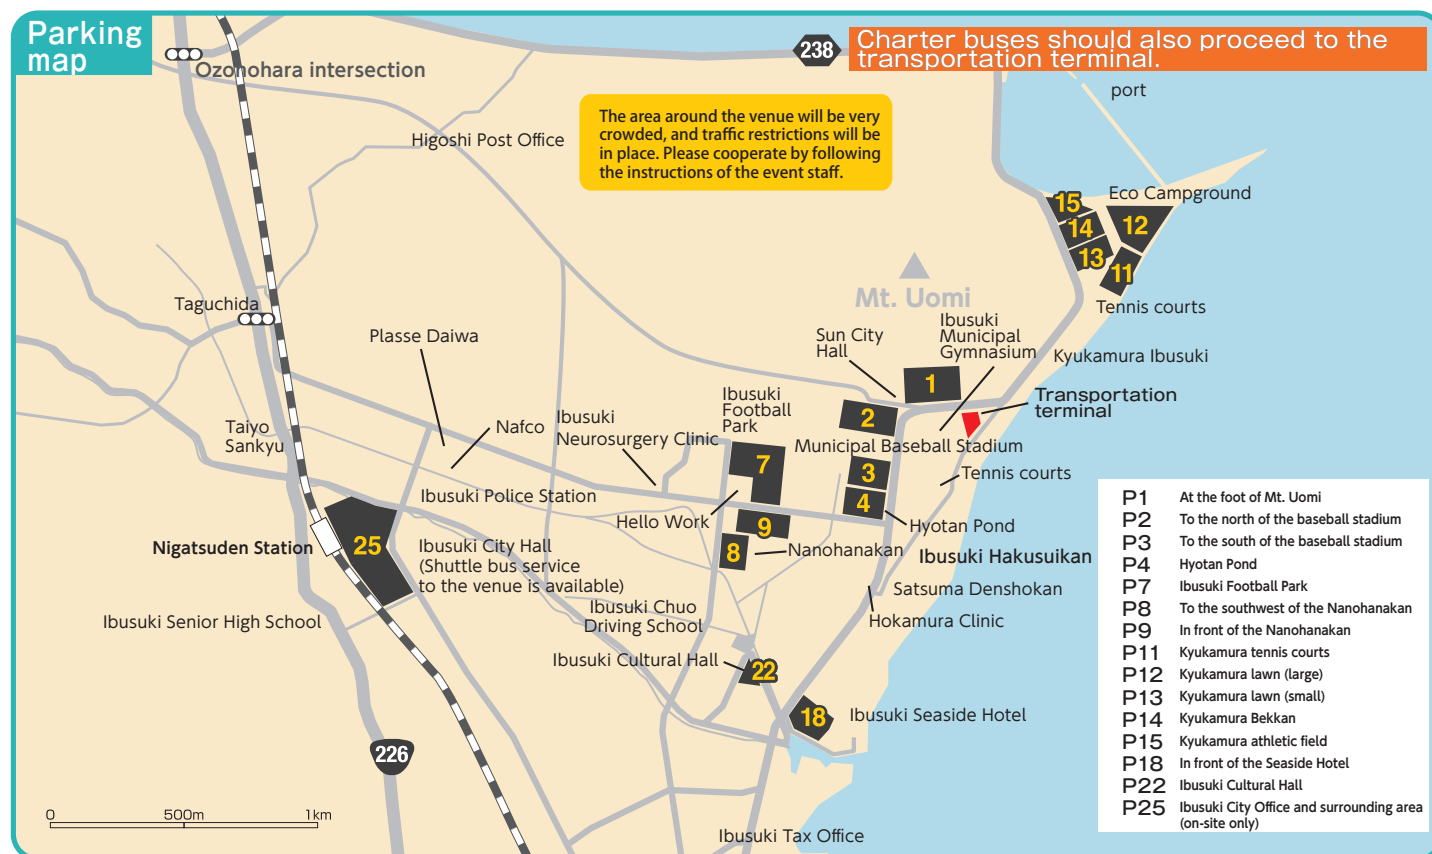 Parking
map
Ozonohara intersection
238
Charter buses should also proceed to the
transportation terminal.
port
Higoshi Post Office
The area around the venue will be very
crowded, and traffic restrictions will be
in place. Please cooperate by following
the instructions of the event staff.
Eco Campground
15
14
13
12
11
Tennis courts
Mt. Uomi
Taguchida
Plasse Daiwa
Sun City
Hall
Ibusuki
Municipal
Gymnasium
Kyukamura Ibusuki
1
2
Transportation
terminal
Ibusuki
Football
Park
Nafco
Ibusuki
Neurosurgery Clinic
Taiyo
Sankyu
Municipal Baseball Stadium
7
3
4
Tennis courts
Ibusuki Police Station
Hello Work
9
8
Hyotan Pond
Nanohanakan
Ibusuki Hakusuikan
Nigatsuden Station
25
Ibusuki City Hall
(Shuttle bus service
to the venue is available)
Satsuma Denshokan
Ibusuki Chuo
Driving School
Hokamura Clinic
Ibusuki Senior High School
Ibusuki Cultural Hall
22
18
Ibusuki Seaside Hotel
226
0 500m 1km
Ibusuki Tax Office
P1 At the foot of Mt. Uomi
P2 To the north of the baseball stadium
P3 To the south of the baseball stadium
P4 Hyotan Pond
P7 Ibusuki Football Park
P8 To the southwest of the Nanohanakan
P9 In front of the Nanohanakan
P11 Kyukamura tennis courts
P12 Kyukamura lawn (large)
P13 Kyukamura lawn (small)
P14 Kyukamura Bekkan
P15 Kyukamura athletic field
P18 In front of the Seaside Hotel
P22 Ibusuki Cultural Hall
P25 Ibusuki City Office and surrounding area
(on-site only)